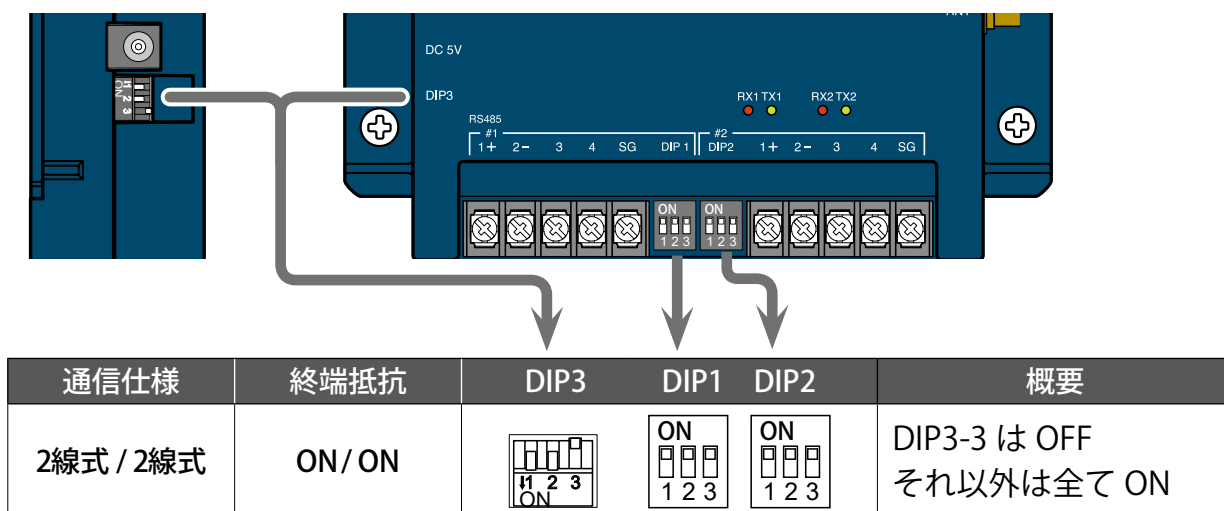 ON
1 2 3
DC 5V
DIP3
RX1 TX1 RX2 TX2
RS485
#1 #2
1+ 2− 3 4 SG DIP 1 DIP2 1+ 2− 3 4 SG
ON ON
1 2 3 1 2 3
通信仕様 終端抵抗 DIP3 DIP1 DIP2 概要
2線式 / 2線式 ON / ON
↓1 2 3
ON
ON
1 2 3
ON
1 2 3
DIP3-3 は OFF
それ以外は全て ON